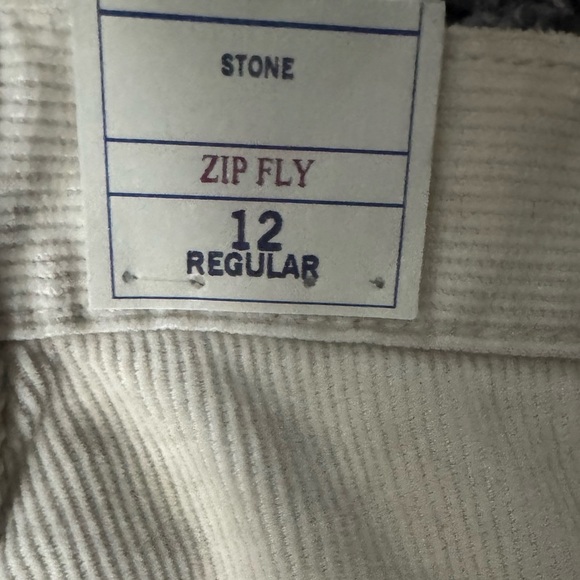 STONE
ZIP FLY
12
REGULAR